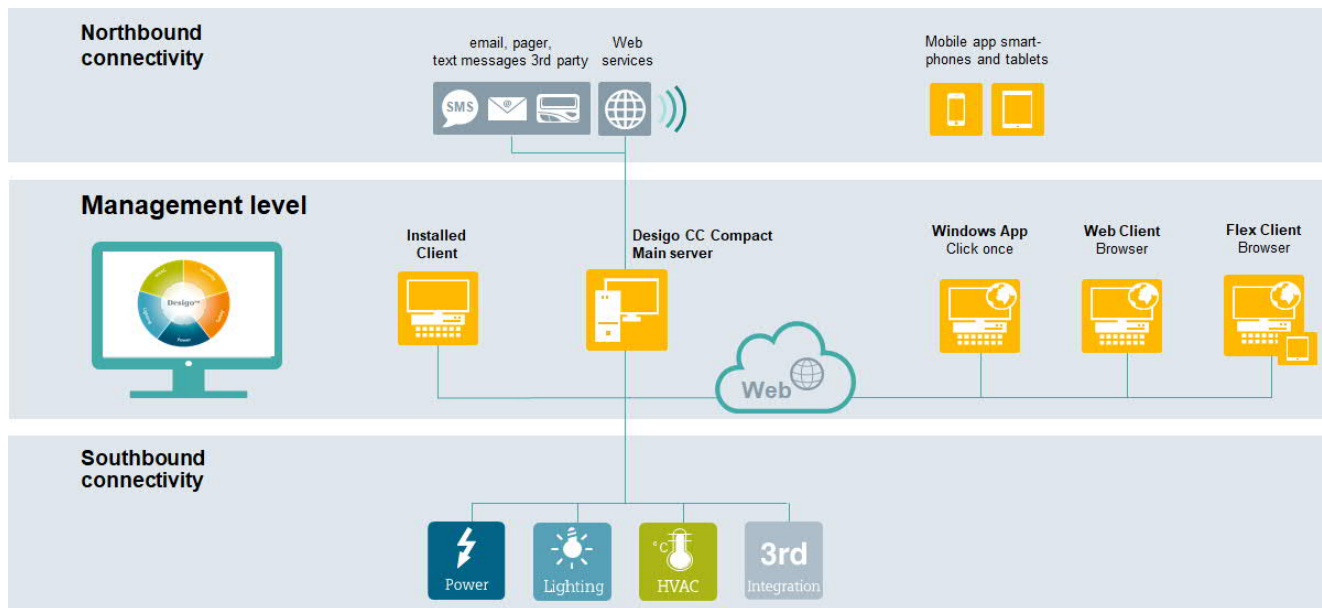 Northbound
connectivity
email, pager,
text messages 3rd party
Web
services
Mobile app smart-
phones and tablets
SMS
@
Management level
Desigo™
Power
Installed
Client
Desigo CC Compact
Main server
Windows App
Click once
Web Client
Browser
Flex Client
Browser
Web
Southbound
connectivity
Power
Lighting
°C
HVAC
3rd
Integration